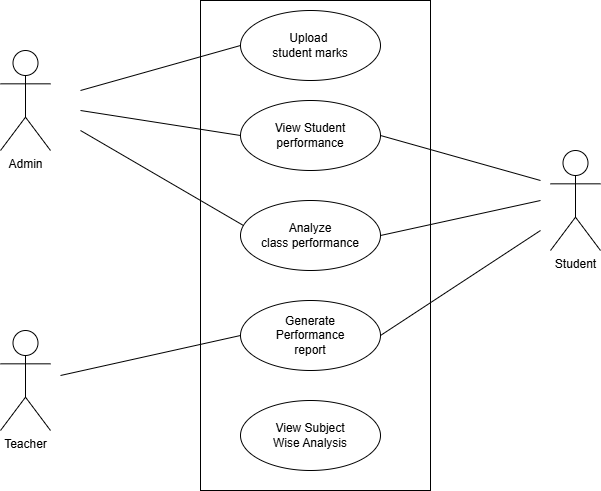 Upload
student marks
View Student
performance
Admin
Analyze
class performance
Student
Generate
Performance
report
Teacher
View Subject
Wise Analysis